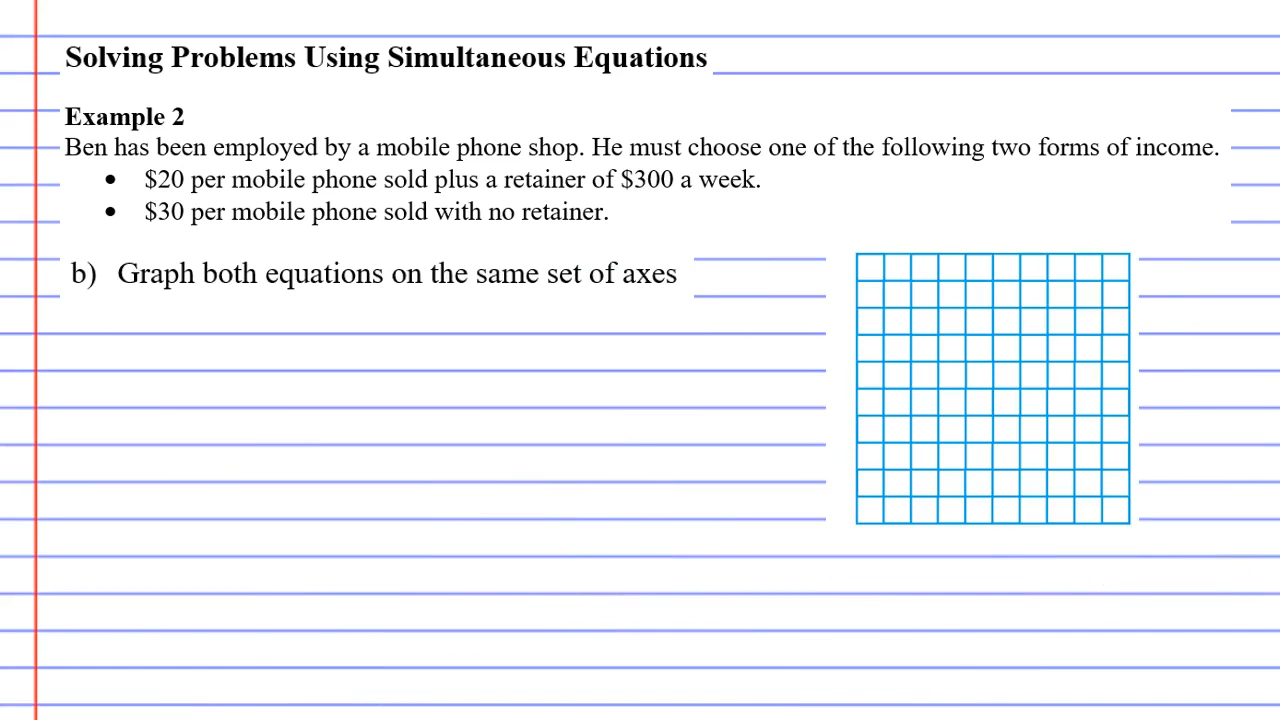 Solving Problems Using Simultaneous Equations
Example 2
Ben has been employed by a mobile phone shop. He must choose one of the following two forms of income.
• $20 per mobile phone sold plus a retainer of $300 a week.
• $30 per mobile phone sold with no retainer.
b) Graph both equations on the same set of axes